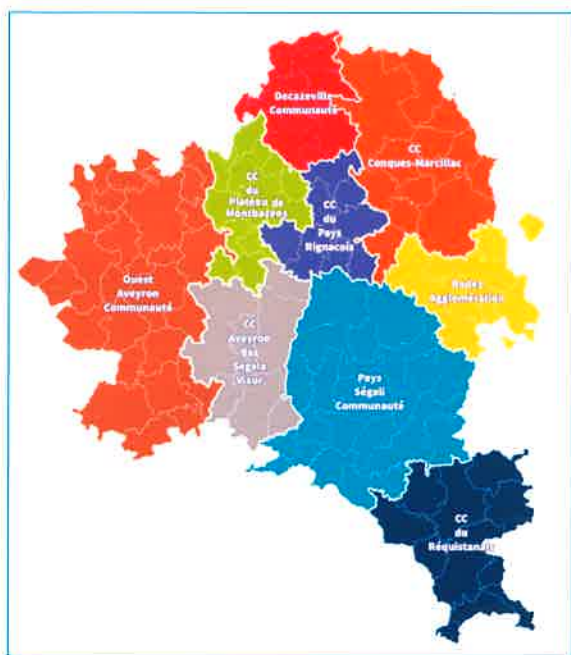 Decazeville
Communauté
CC
Conques-Marcillac
CC
du
Plateau de
Montbazens
CC
du
Pays
Rignacois
Ouest
Aveyron
Communauté
Rodez
Agglomération
CC
Aveyron
Bas
Ségala
Viaur
Pays
Ségali
Communauté
CC
du
Réquistanais